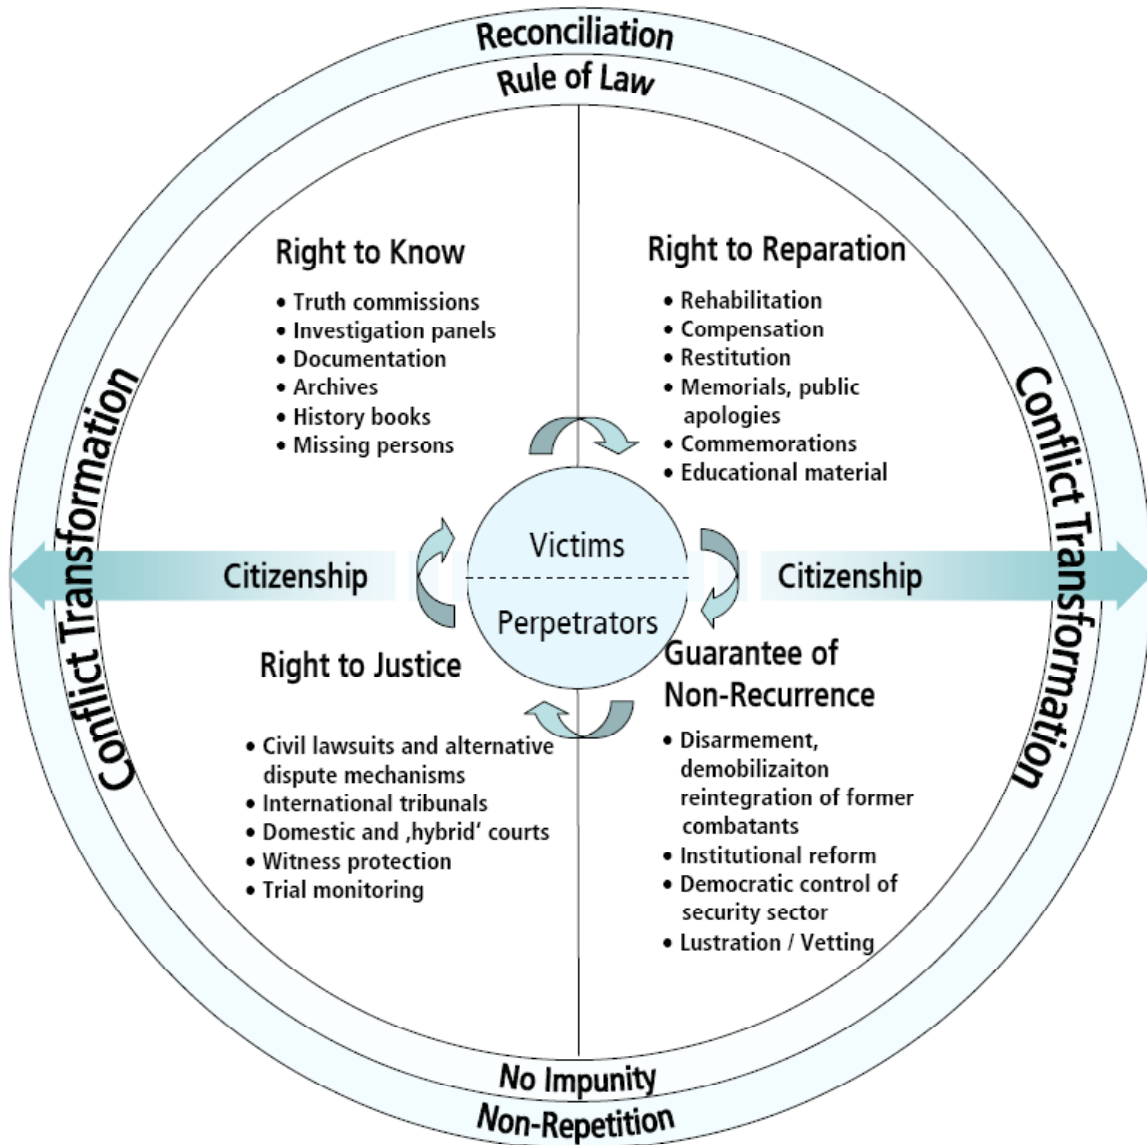 Reconciliation
Rule of Law
Right to Know
• Truth commissions
• Investigation panels
• Documentation
• Archives
• History books
• Missing persons
Right to Reparation
• Rehabilitation
• Compensation
• Restitution
• Memorials, public
apologies
• Commemorations
• Educational material
Conflict Transformation
Conflict Transformation
Citizenship
Victims
Perpetrators
Citizenship
Right to Justice
• Civil lawsuits and alternative
dispute mechanisms
• International tribunals
• Domestic and ‚hybrid‘ courts
• Witness protection
• Trial monitoring
Guarantee of
Non-Recurrence
• Disarmement,
demobilizaiton
reintegration of former
combatants
• Institutional reform
• Democratic control of
security sector
• Lustration / Vetting
No Impunity
Non-Repetition